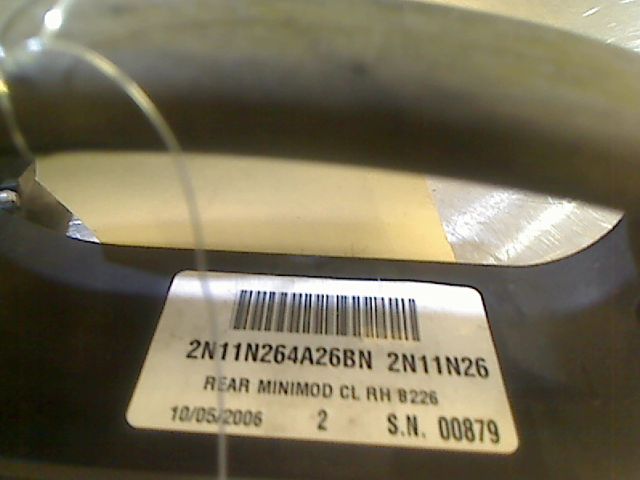 2N11N264A26BN 2N11N26
REAR MINIMOD CL RH B226
10/05/2006 2 S.N. 00879